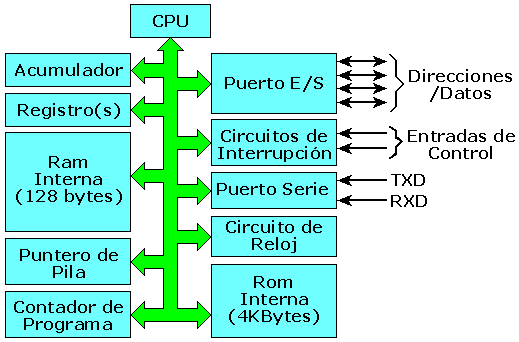 CPU
Acumulador
Registro(s)
Ram
Interna
(128 bytes)
Puntero de
Pila
Contador de
Programa
Puerto E/S
Direcciones
/Datos
Circuitos de
Interrupción
Entradas de
Control
Puerto Serie
TXD
RXD
Circuito de
Reloj
Rom
Interna
(4KBytes)